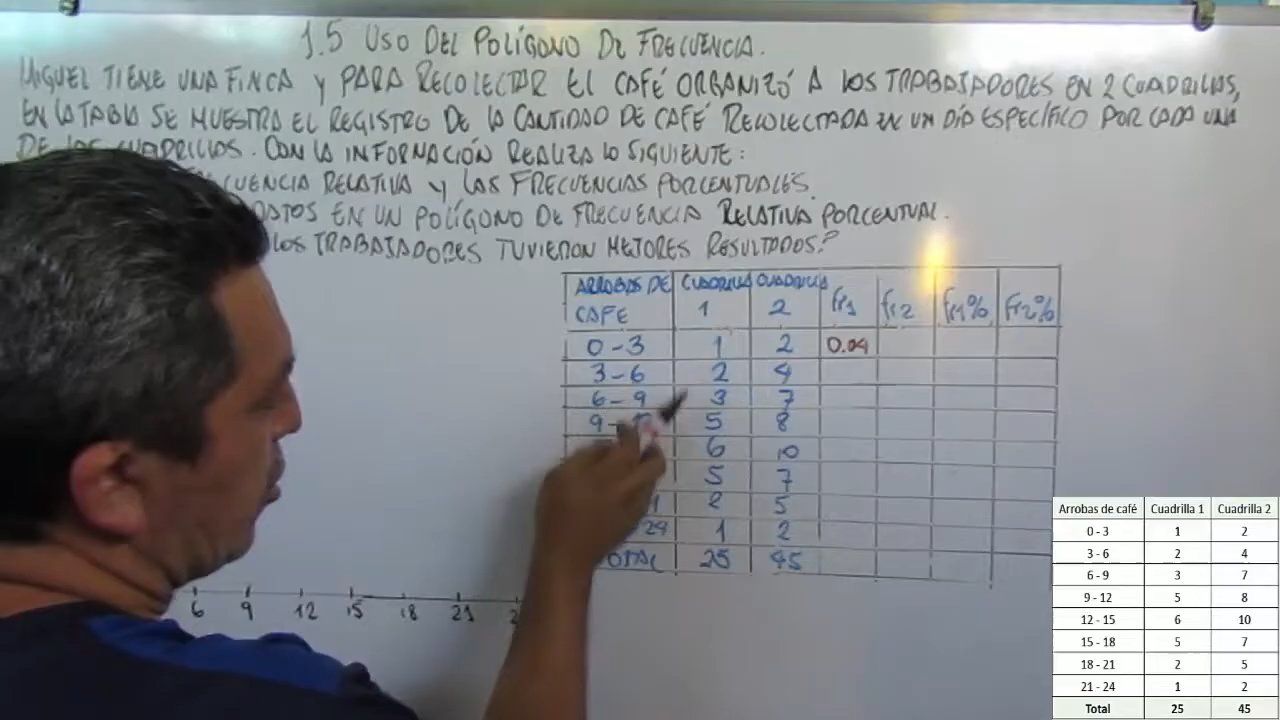 1.5 USO DEL POLÍGONO DE FRECUENCIA.
MIGUEL TIENE UNA FINCA Y PARA RECOLECTAR EL CAFÉ ORGANIZÓ A LOS TRABAJADORES EN 2 CUADRILLAS,
EN LA TABLA SE MUESTRA EL REGISTRO DE LA CANTIDAD DE CAFÉ RECOLECTADA EN UN DÍA ESPECÍFICO POR CADA UNA
DE LAS CUADRILLAS. CON LA INFORMACIÓN REALIZA LO SIGUIENTE:
RELATIVA Y LAS FRECUENCIAS PORCENTUALES.
DATOS EN UN POLÍGONO DE FRECUENCIA RELATIVA PORCENTUAL.
LOS TRABAJADORES TUVIERON MEJORES RESULTADOS?
ARROBAS DE CAFE CUADRILLA 1 CUADRILLA 2 fr1 fr2 fr1% fr2%
0-3 1 2 0.04
3-6 2 4
6-9 3 7
9- 5 8
6 10
5 7
2 5
24 1 2
TOTAL 25 45
6 9 12 15 18 21
Arrobas de café Cuadrilla 1 Cuadrilla 2
0 - 3 1 2
3 - 6 2 4
6 - 9 3 7
9 - 12 5 8
12 - 15 6 10
15 - 18 5 7
18 - 21 2 5
21 - 24 1 2
Total 25 45